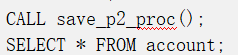 CALL save_p2_proc();
SELECT * FROM account;